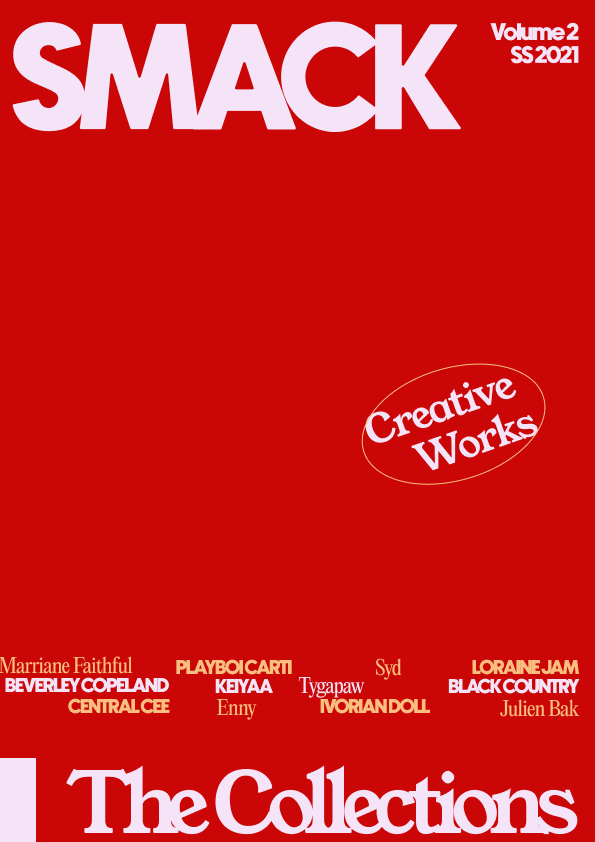 SMACK
Volume 2
SS 2021
Creative
Works
Marriane Faithful
BEVERLEY COPELAND
CENTRAL CEE
PLAYBOI CARTI
KEIYAA
Enny
Syd
Tygapaw
IVORIAN DOLL
LORAINE JAM
BLACK COUNTRY
Julien Bak
The Collections